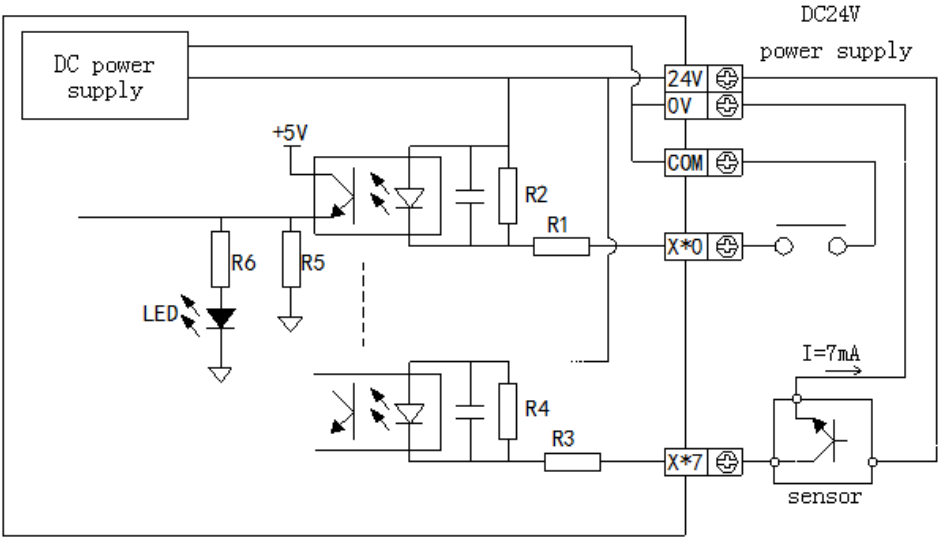 DC24V
power supply
DC power
supply
24V
0V
+5V
COM
R2
R1
X*0
R6
R5
LED
I=7mA
R4
R3
X*7
sensor